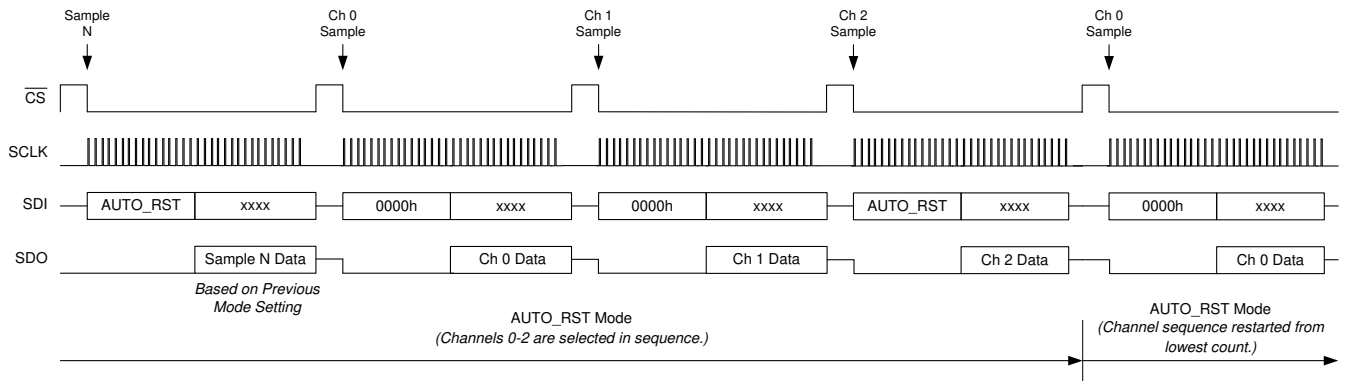 Sample
N
Ch 0
Sample
Ch 1
Sample
Ch 2
Sample
Ch 0
Sample
CS
SCLK
SDI
AUTO_RST
xxxx
0000h
xxxx
0000h
xxxx
AUTO_RST
xxxx
0000h
xxxx
SDO
Sample N Data
Ch 0 Data
Ch 1 Data
Ch 2 Data
Ch 0 Data
Based on Previous
Mode Setting
AUTO_RST Mode
(Channels 0-2 are selected in sequence.)
AUTO_RST Mode
(Channel sequence restarted from
lowest count.)